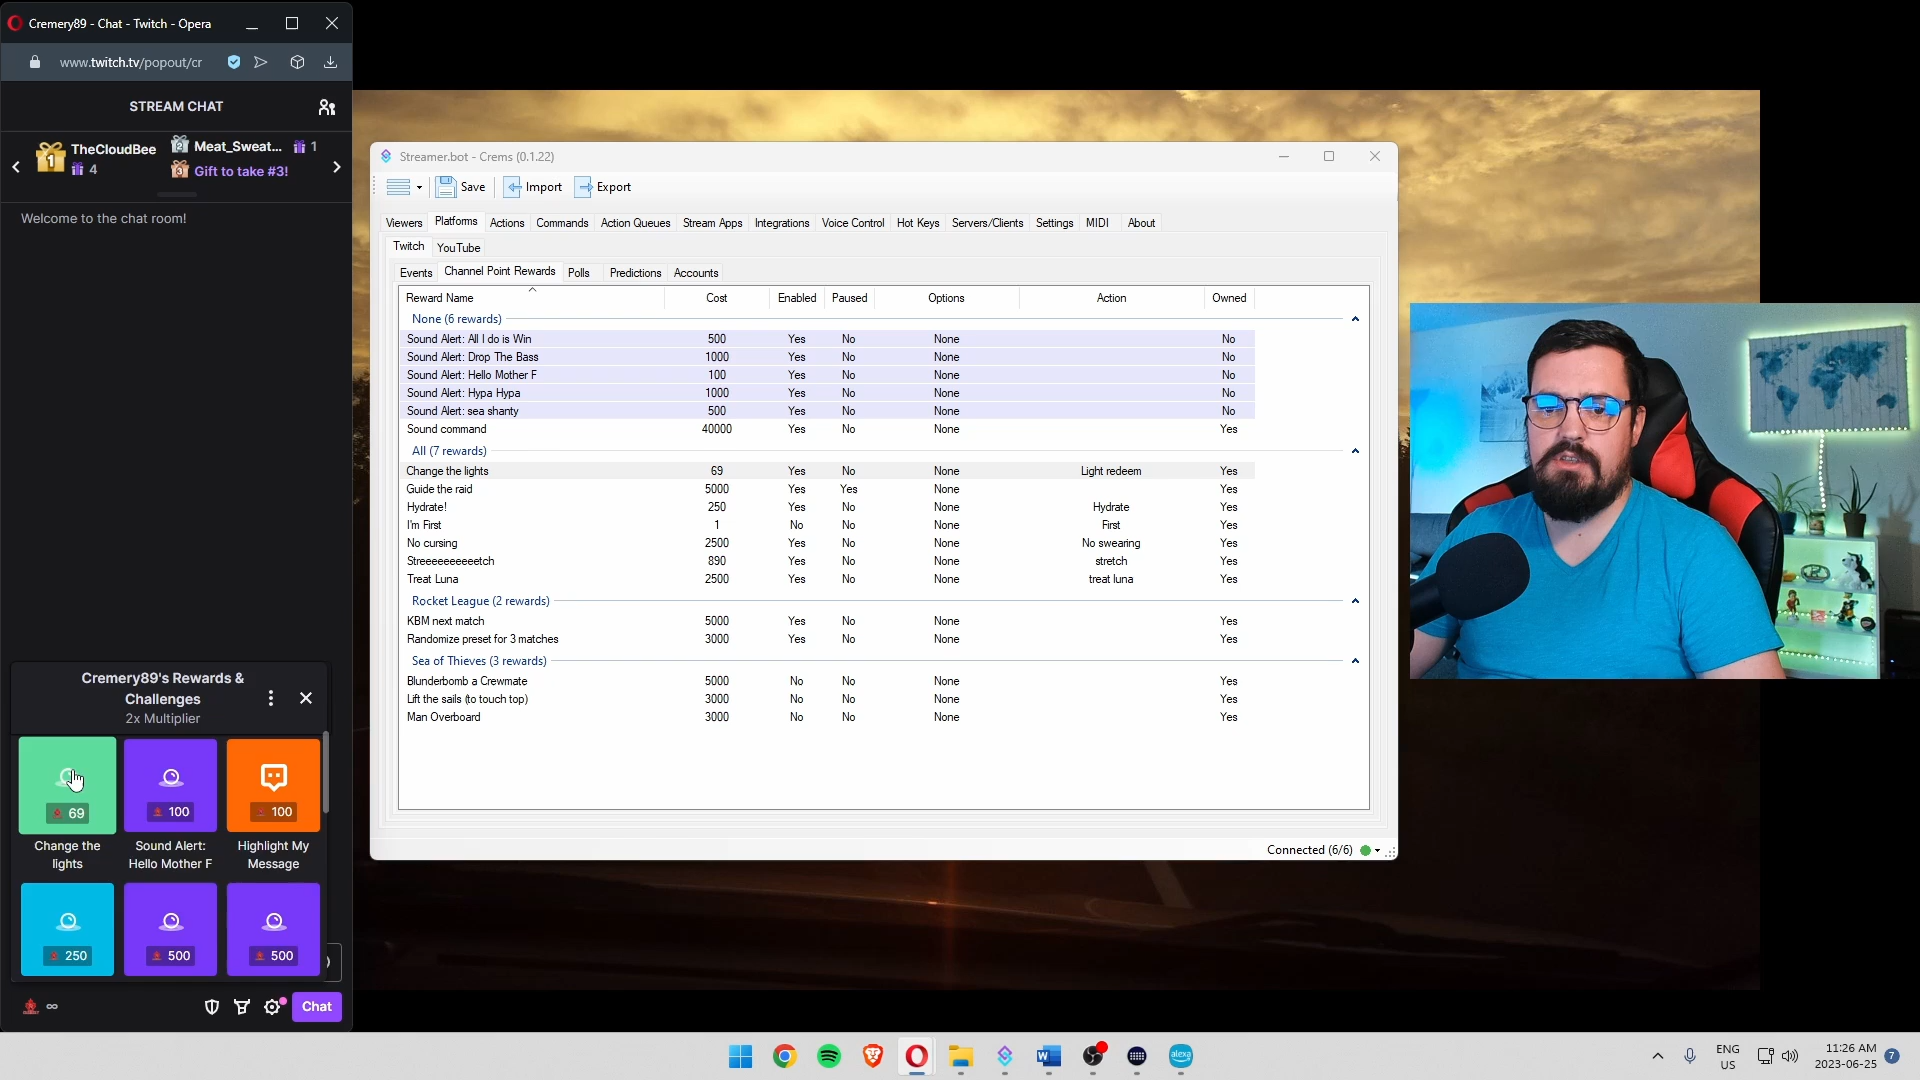 Cremery89 - Chat - Twitch - Opera
www.twitch.tv/popout/cr
STREAM CHAT
1
TheCloudBee
4
2
Meat_Sweat...
1
3
Gift to take #3!
Welcome to the chat room!
Cremery89's Rewards &
Challenges
2x Multiplier
69
100
100
Change the
lights
Sound Alert:
Hello Mother F
Highlight My
Message
250
500
500
Chat
Streamer.bot - Crems (0.1.22)
Save
Import
Export
Viewers Platforms Actions Commands Action Queues Stream Apps Integrations Voice Control Hot Keys Servers/Clients Settings MIDI About
Twitch YouTube
Events Channel Point Rewards Polls Predictions Accounts
Reward Name Cost Enabled Paused Options Action Owned
None (6 rewards)
Sound Alert: All I do is Win 500 Yes No None No
Sound Alert: Drop The Bass 1000 Yes No None No
Sound Alert: Hello Mother F 100 Yes No None No
Sound Alert: Hypa Hypa 1000 Yes No None No
Sound Alert: sea shanty 500 Yes No None No
Sound command 40000 Yes No None Yes
All (7 rewards)
Change the lights 69 Yes No None Light redeem Yes
Guide the raid 5000 Yes Yes None Yes
Hydrate! 250 Yes No None Hydrate Yes
I'm First 1 No No None First Yes
No cursing 2500 Yes No None No swearing Yes
Streeeeeeeeeetch 890 Yes No None stretch Yes
Treat Luna 2500 Yes No None treat luna Yes
Rocket League (2 rewards)
KBM next match 5000 Yes No None Yes
Randomize preset for 3 matches 3000 Yes No None Yes
Sea of Thieves (3 rewards)
Blunderbomb a Crewmate 5000 No No None Yes
Lift the sails (to touch top) 3000 No No None Yes
Man Overboard 3000 No No None Yes
Connected (6/6)
alexa
ENG
US
11:26 AM
2023-06-25
7